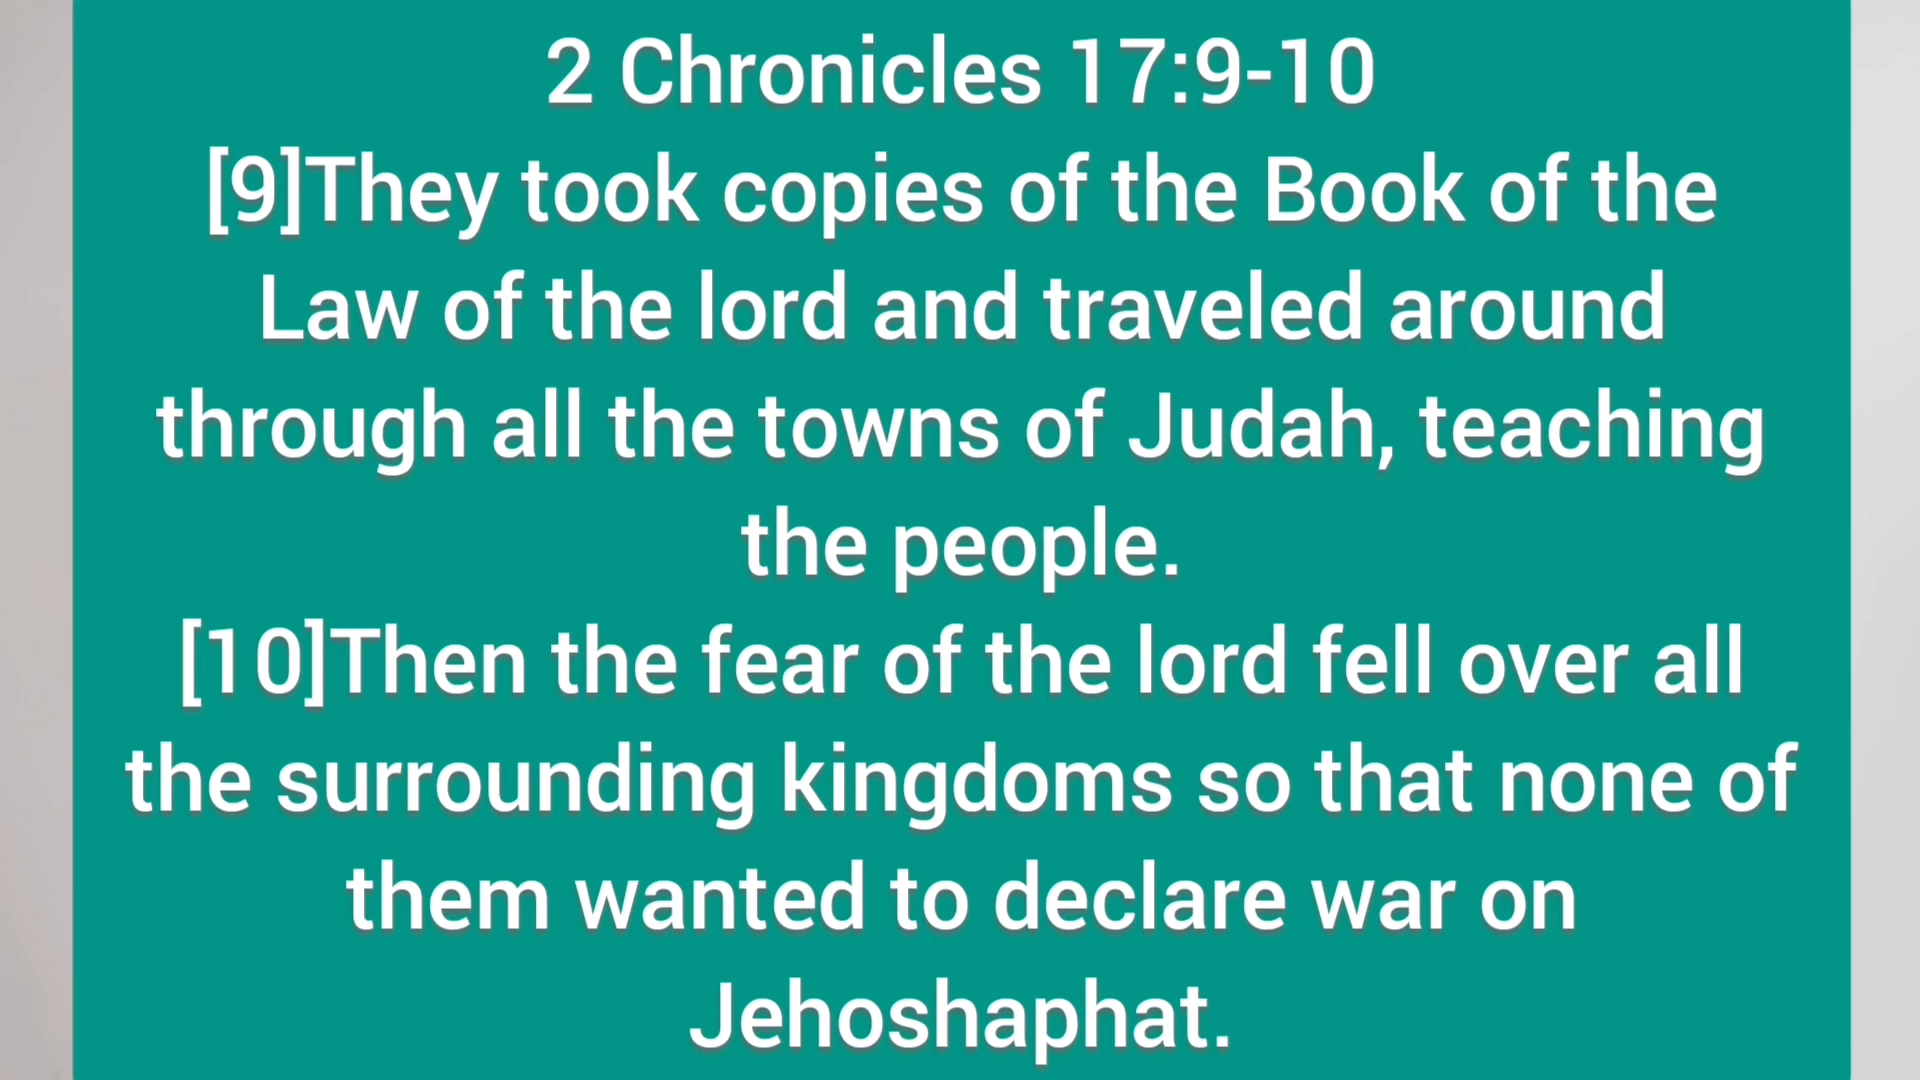 2 Chronicles 17:9-10
[9]They took copies of the Book of the
Law of the lord and traveled around
through all the towns of Judah, teaching
the people.
[10]Then the fear of the lord fell over all
the surrounding kingdoms so that none of
them wanted to declare war on
Jehoshaphat.